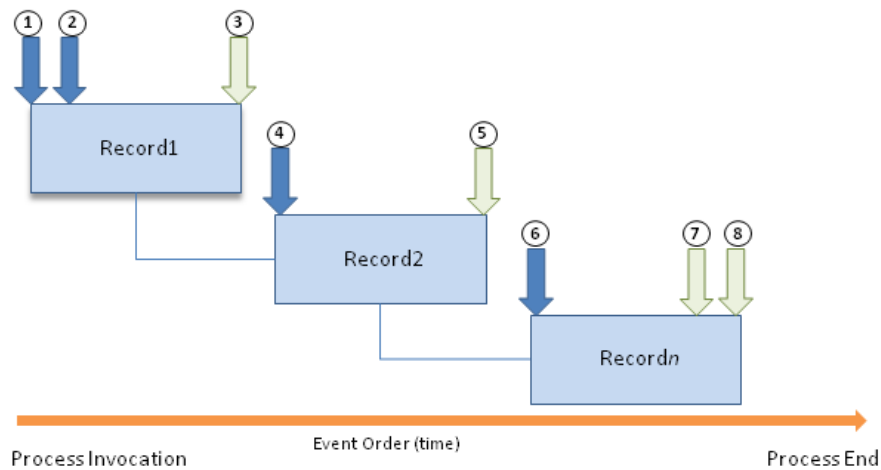 1 2 3
Record1
4 5
Record2
6 7 8
Recordn
Event Order (time)
Process Invocation Process End